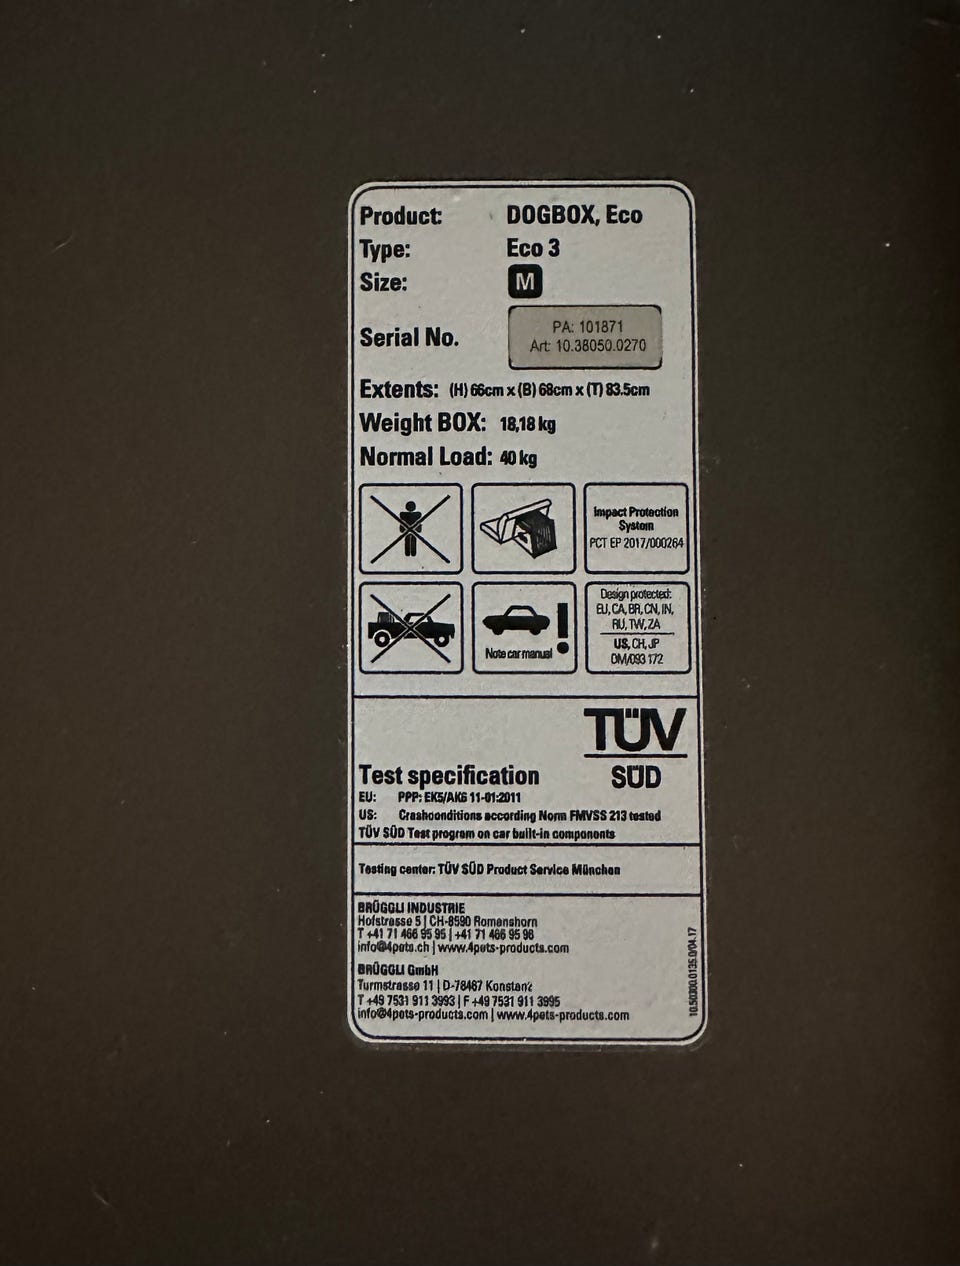 Product: DOGBOX, Eco
Type: Eco 3
Size: M
Serial No. PA: 101871
Art: 10.38050.0270
Extents: (H) 66cm x (B) 68cm x (T) 83.5cm
Weight BOX: 18,18 kg
Normal Load: 40 kg
Impact Protection
System
PCT EP 2017/000264
Note car manual !
Design protected:
EU, CA, BR, CN, IN,
RU, TW, ZA
US, CH, JP
DM/093 172
TÜV
SÜD
Test specification
EU: PPP: EK5/AK6 11-01:2011
US: Crashconditions according Norm FMVSS 213 tested
TÜV SÜD Test program on car built-in components
Testing center: TÜV SÜD Product Service München
BRÜGGLI INDUSTRIE
Hofstrasse 5 | CH-8590 Romanshorn
T +41 71 466 95 95 | +41 71 466 95 96
info@4pets.ch | www.4pets-products.com
BRÜGGLI GmbH
Turmstrasse 11 | D-78467 Konstanz
T +49 7531 911 3993 | F +49 7531 911 3995
info@4pets-products.com | www.4pets-products.com
10.50300.0135.0/04.17